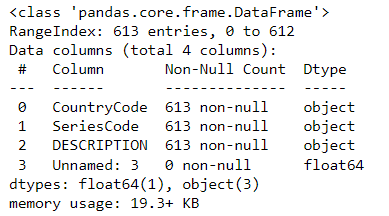 <class 'pandas.core.frame.DataFrame'>
RangeIndex: 613 entries, 0 to 612
Data columns (total 4 columns):
 #   Column       Non-Null Count  Dtype
---  ------       --------------  -----
 0   CountryCode  613 non-null    object
 1   SeriesCode   613 non-null    object
 2   DESCRIPTION  613 non-null    object
 3   Unnamed: 3   0 non-null      float64
dtypes: float64(1), object(3)
memory usage: 19.3+ KB